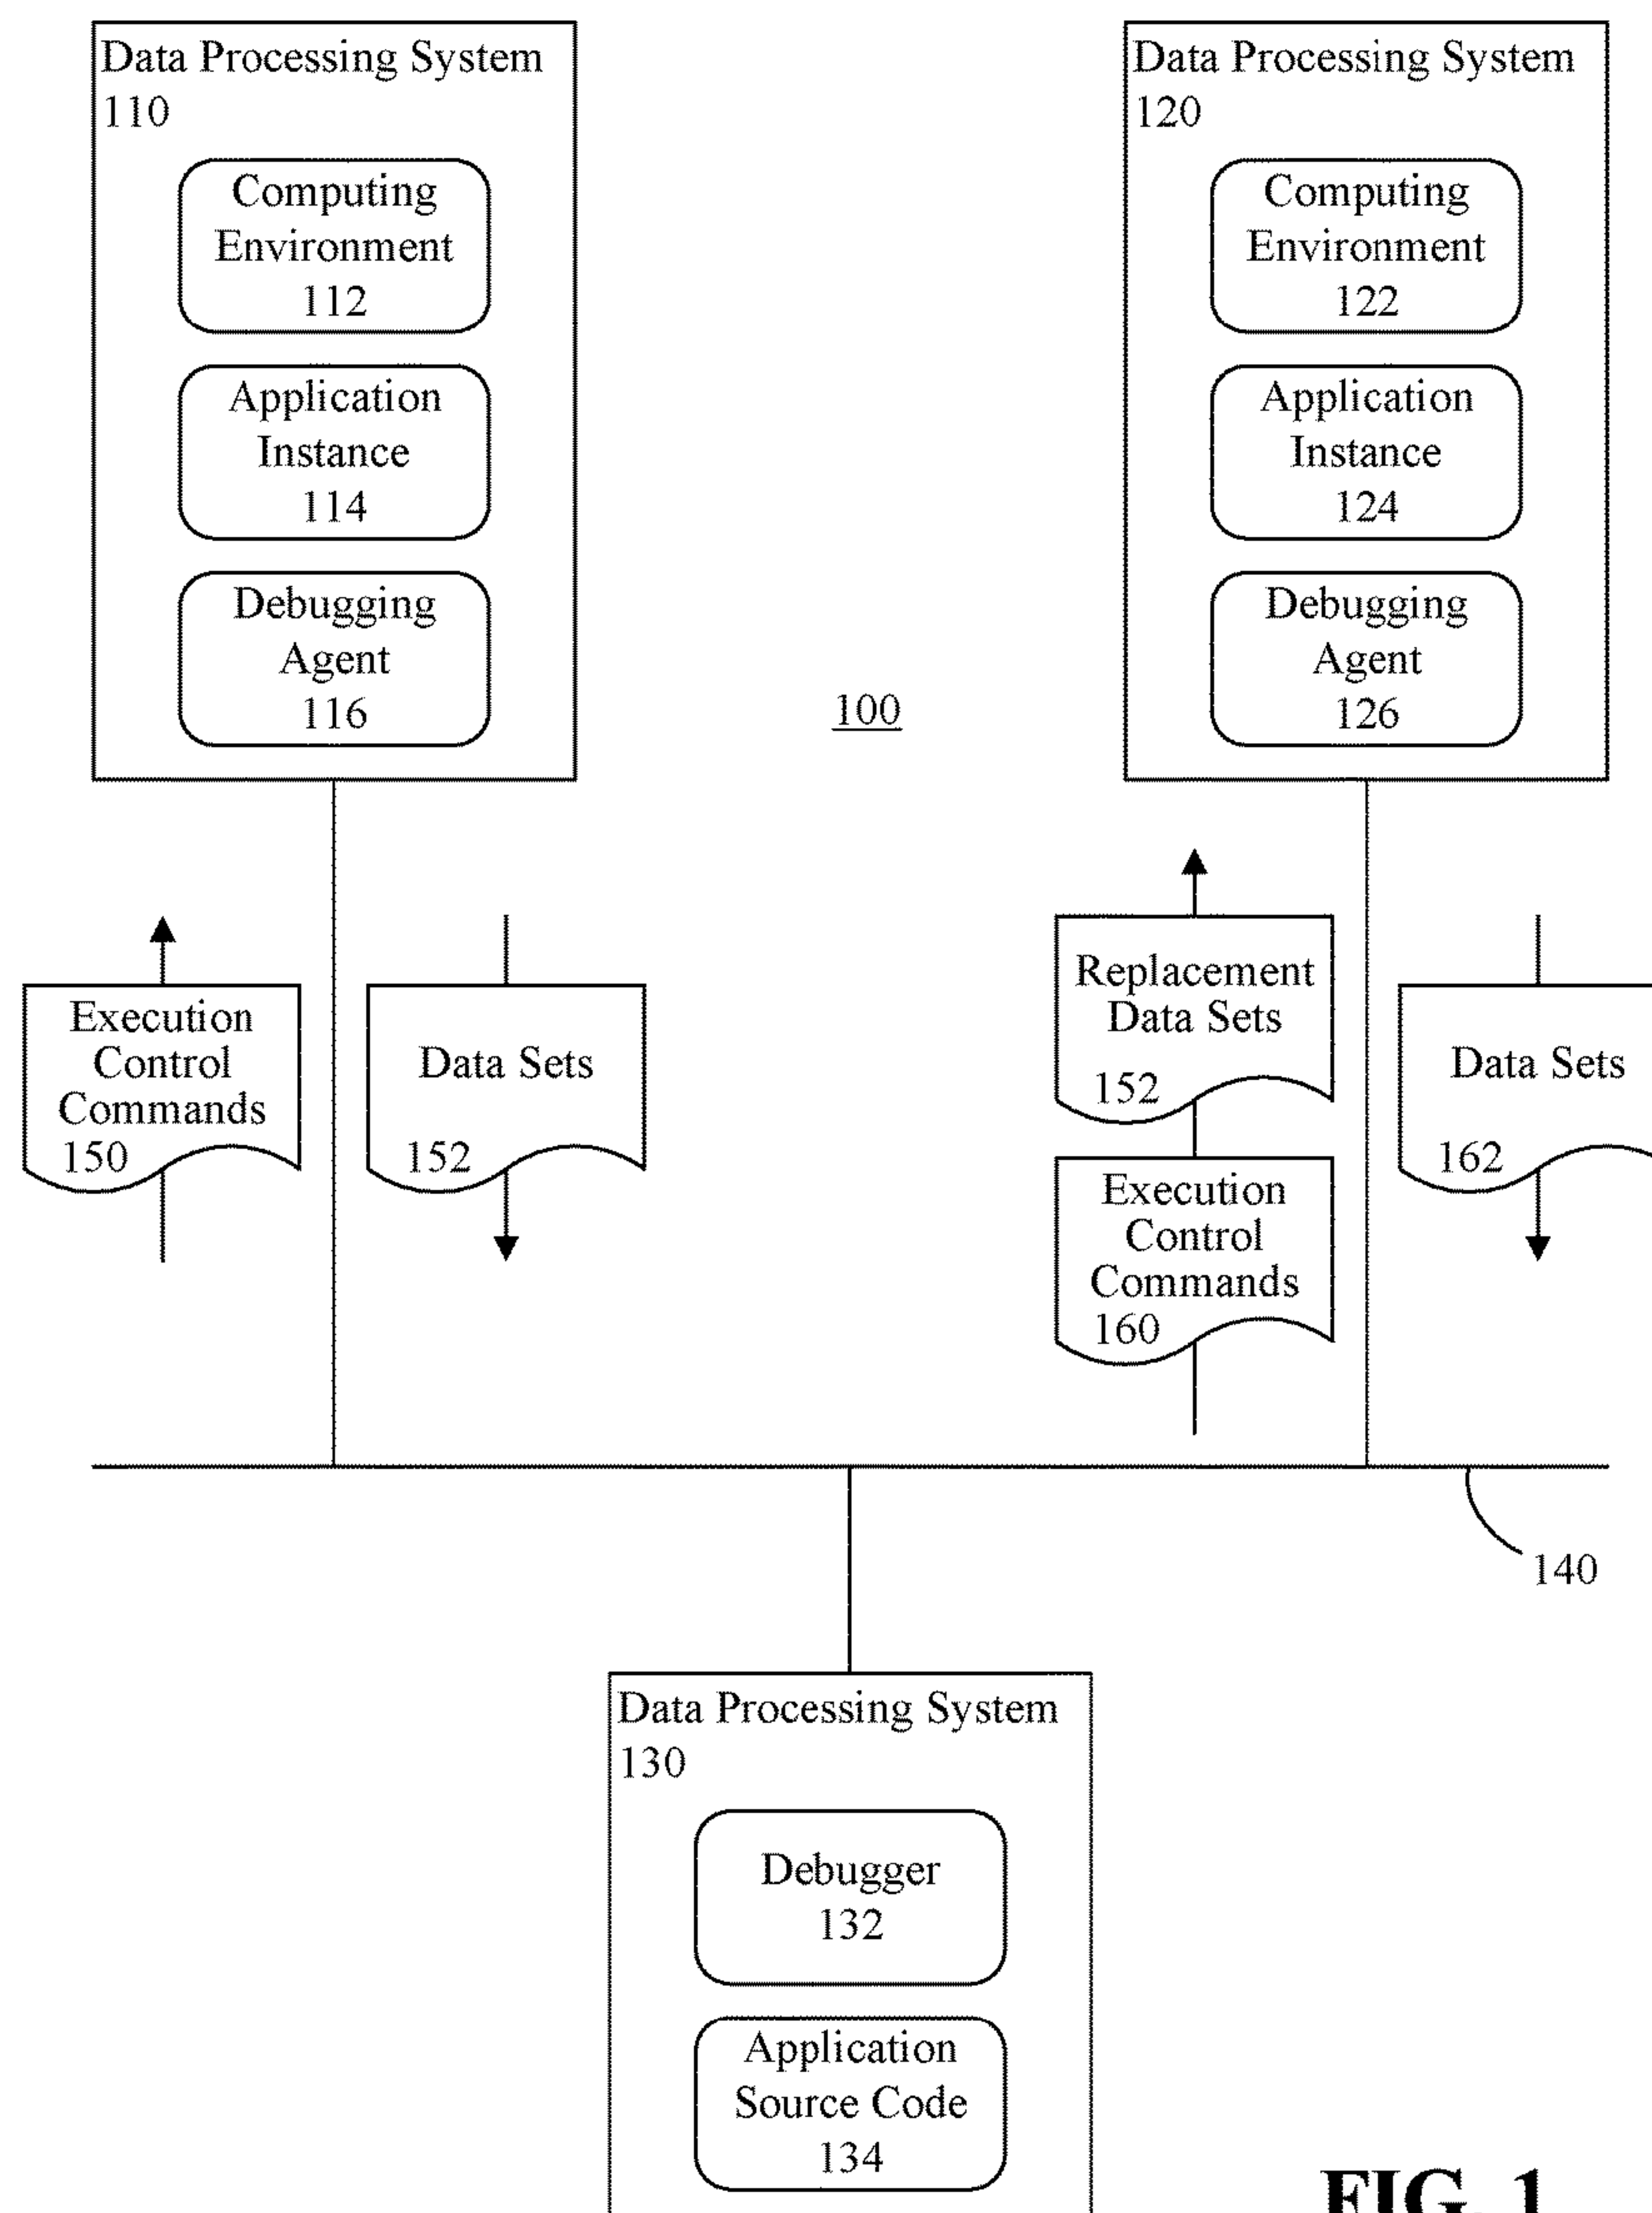 Data Processing System
110
Computing
Environment
112
Application
Instance
114
Debugging
Agent
116
Data Processing System
120
Computing
Environment
122
Application
Instance
124
Debugging
Agent
126
100
Execution
Control
Commands
150
Data Sets
152
Replacement
Data Sets
152
Execution
Control
Commands
160
Data Sets
162
140
Data Processing System
130
Debugger
132
Application
Source Code
134
FIG. 1